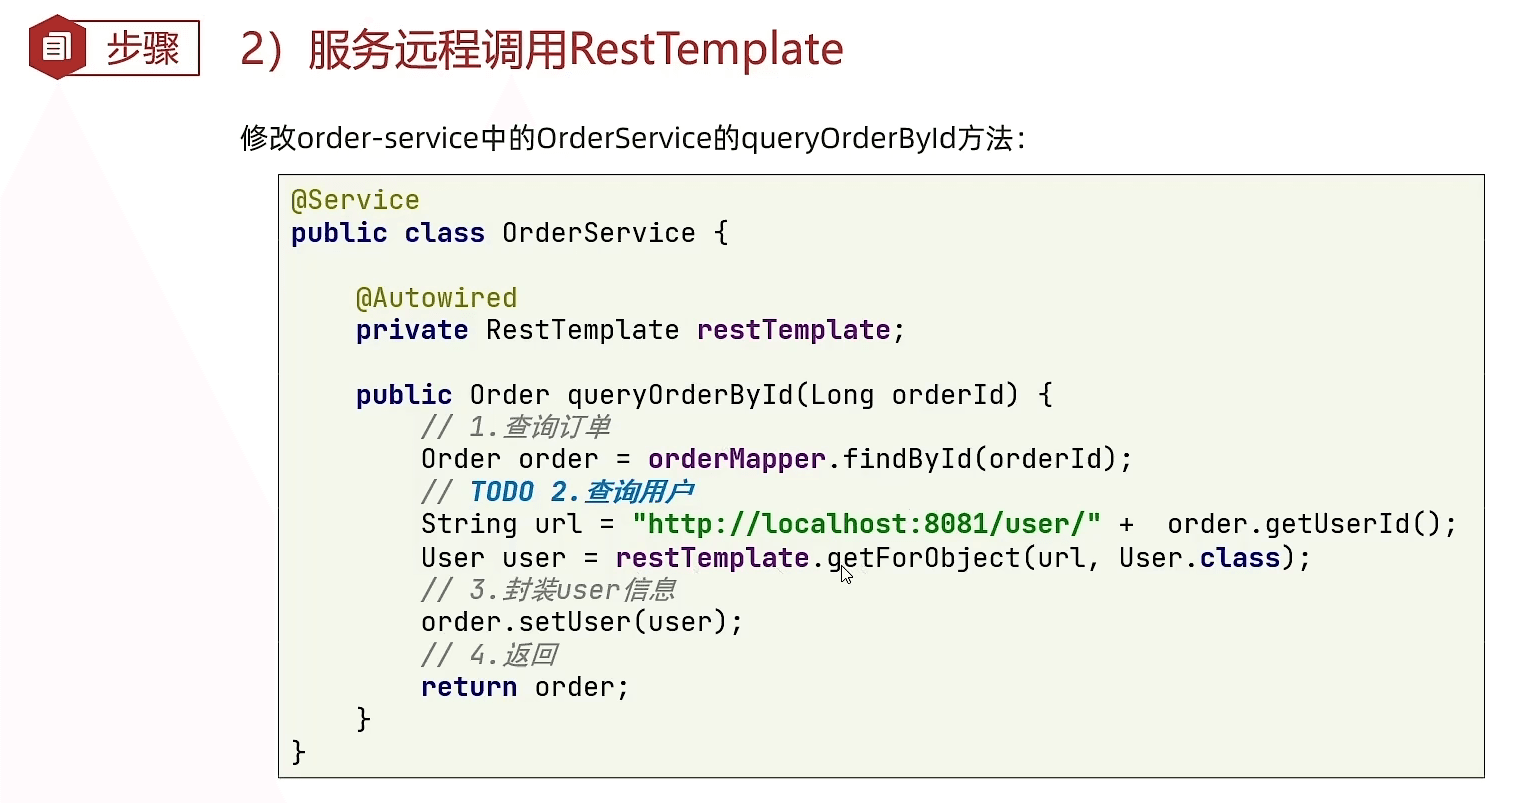 步骤
2）服务远程调用RestTemplate
修改order-service中的OrderService的queryOrderById方法：
@Service
public class OrderService {
@Autowired
private RestTemplate restTemplate;
public Order queryOrderById(Long orderId) {
// 1.查询订单
Order order = orderMapper.findById(orderId);
// TODO 2.查询用户
String url = "http://localhost:8081/user/" +  order.getUserId();
User user = restTemplate.getForObject(url, User.class);
// 3.封装user信息
order.setUser(user);
// 4.返回
return order;
}
}